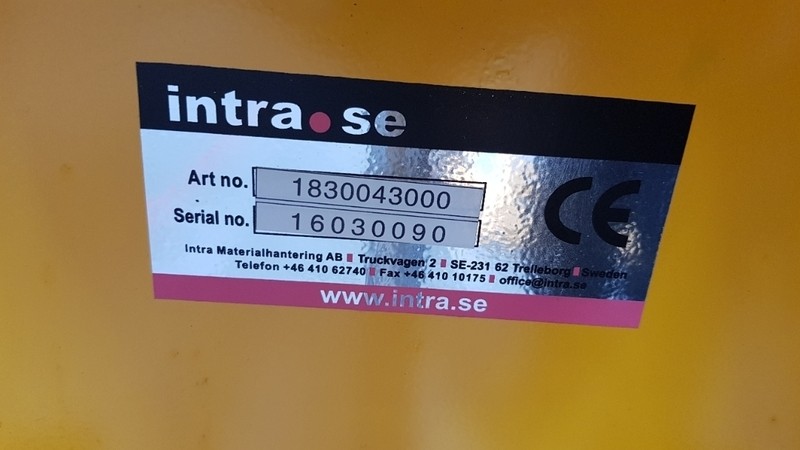 intra.se
Art no. 1830043000
Serial no. 16030090
Intra Materialhantering AB Truckvagen 2 SE-231 62 Trelleborg Sweden
Telefon +46 410 62740 Fax +46 410 10175 office@intra.se
www.intra.se
CE